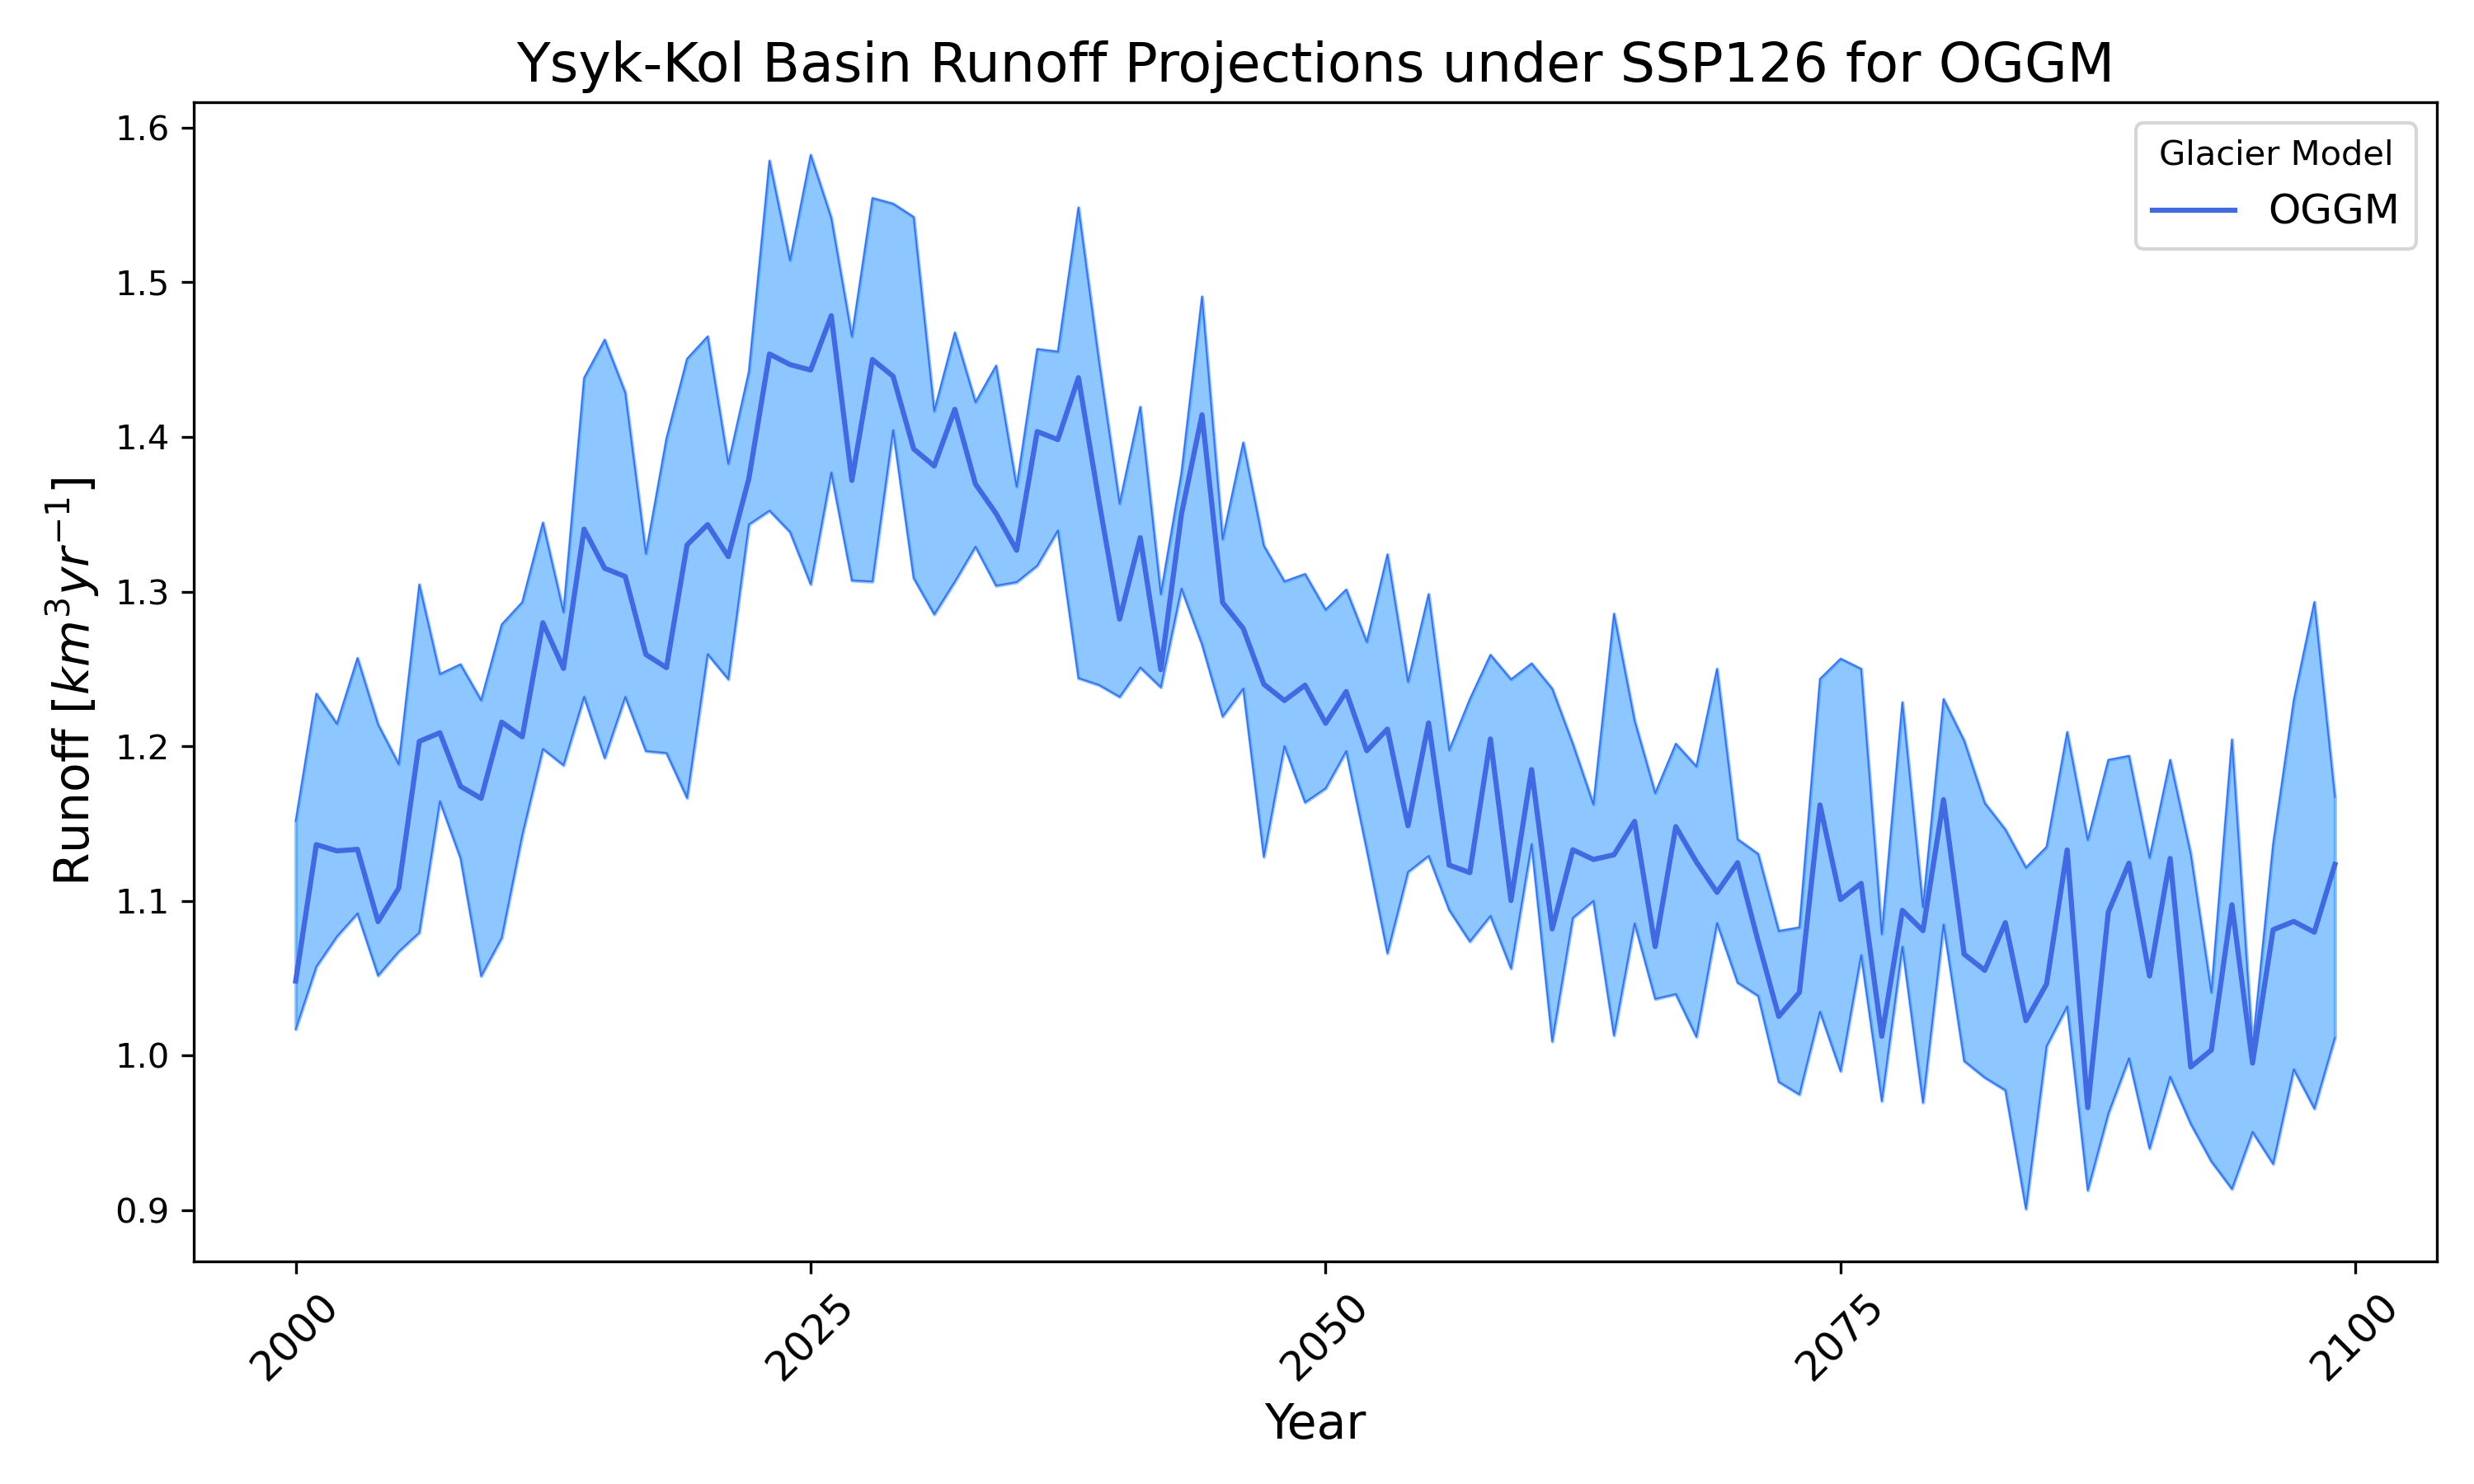 Ysyk-Kol Basin Runoff Projections under SSP126 for OGGM
Glacier Model
OGGM
Runoff [km³yr⁻¹]
1.6
1.5
1.4
1.3
1.2
1.1
1.0
0.9
2000
2025
2050
2075
2100
Year